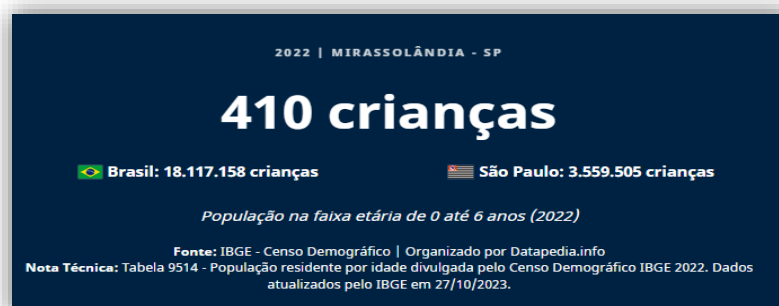 2022 | MIRASSOLÂNDIA - SP
410 crianças
Brasil: 18.117.158 crianças
São Paulo: 3.559.505 crianças
População na faixa etária de 0 até 6 anos (2022)
Fonte: IBGE - Censo Demográfico | Organizado por Datapedia.info
Nota Técnica: Tabela 9514 - População residente por idade divulgada pelo Censo Demográfico IBGE 2022. Dados
atualizados pelo IBGE em 27/10/2023.